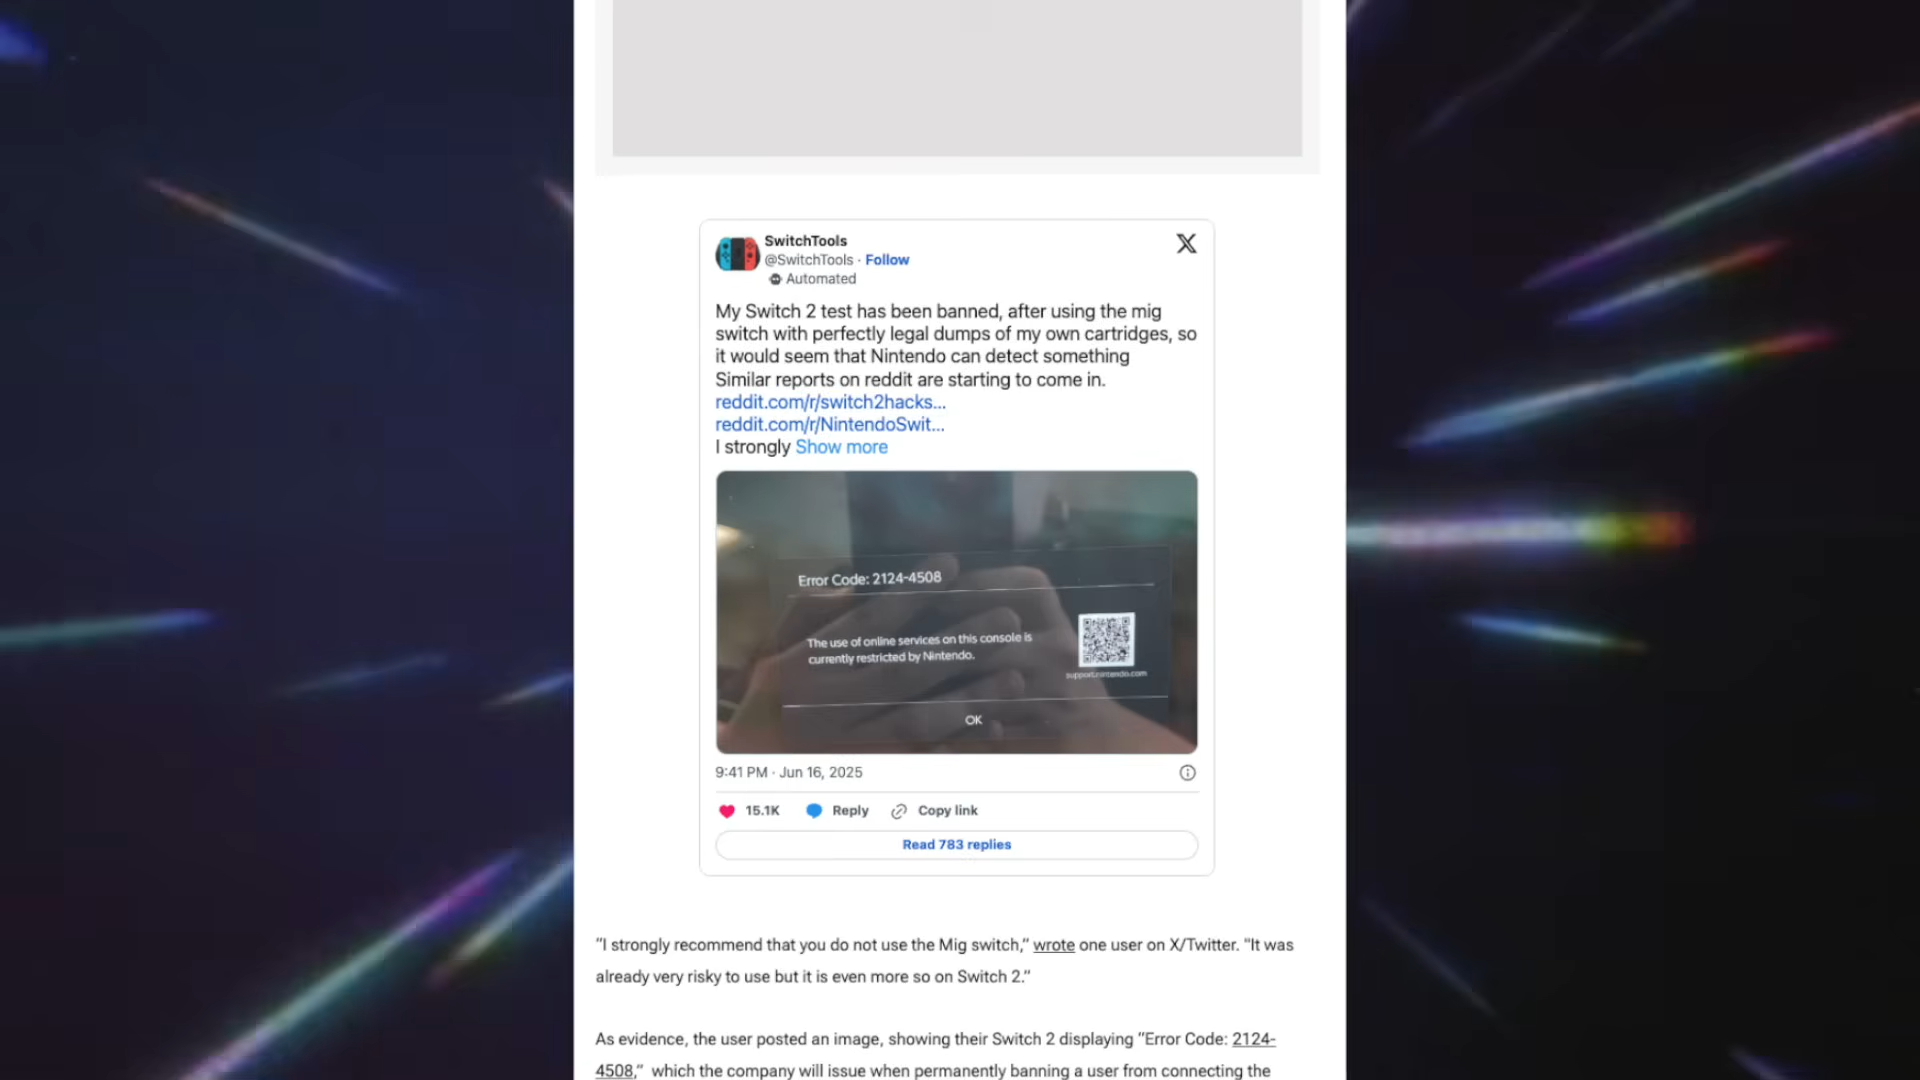 SwitchTools
@SwitchTools · Follow
Automated
My Switch 2 test has been banned, after using the mig
switch with perfectly legal dumps of my own cartridges, so
it would seem that Nintendo can detect something
Similar reports on reddit are starting to come in.
reddit.com/r/switch2hacks...
reddit.com/r/NintendoSwit...
I strongly Show more
Error Code: 2124-4508
The use of online services on this console is
currently restricted by Nintendo.
support.nintendo.com
OK
9:41 PM · Jun 16, 2025
15.1K Reply Copy link
Read 783 replies
“I strongly recommend that you do not use the Mig switch,” wrote one user on X/Twitter. “It was
already very risky to use but it is even more so on Switch 2.”
As evidence, the user posted an image, showing their Switch 2 displaying “Error Code: 2124-
4508,” which the company will issue when permanently banning a user from connecting the